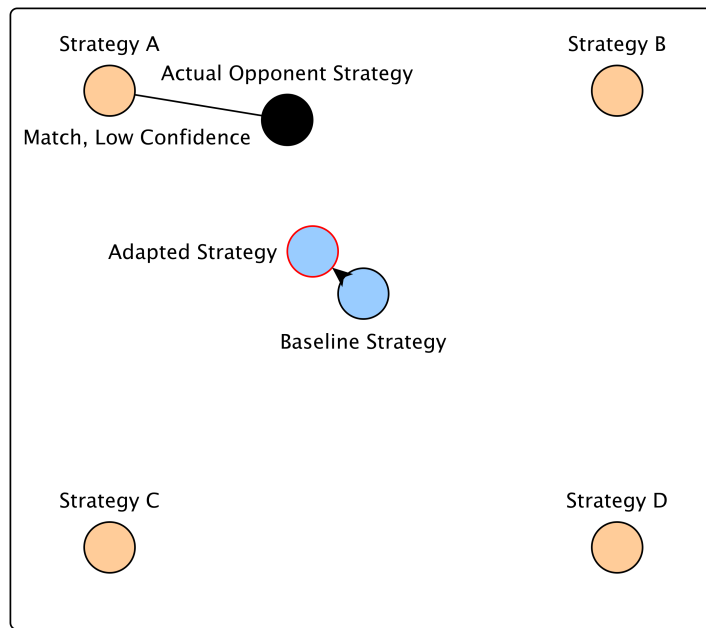 Strategy A
Strategy B
Actual Opponent Strategy
Match, Low Confidence
Adapted Strategy
Baseline Strategy
Strategy C
Strategy D